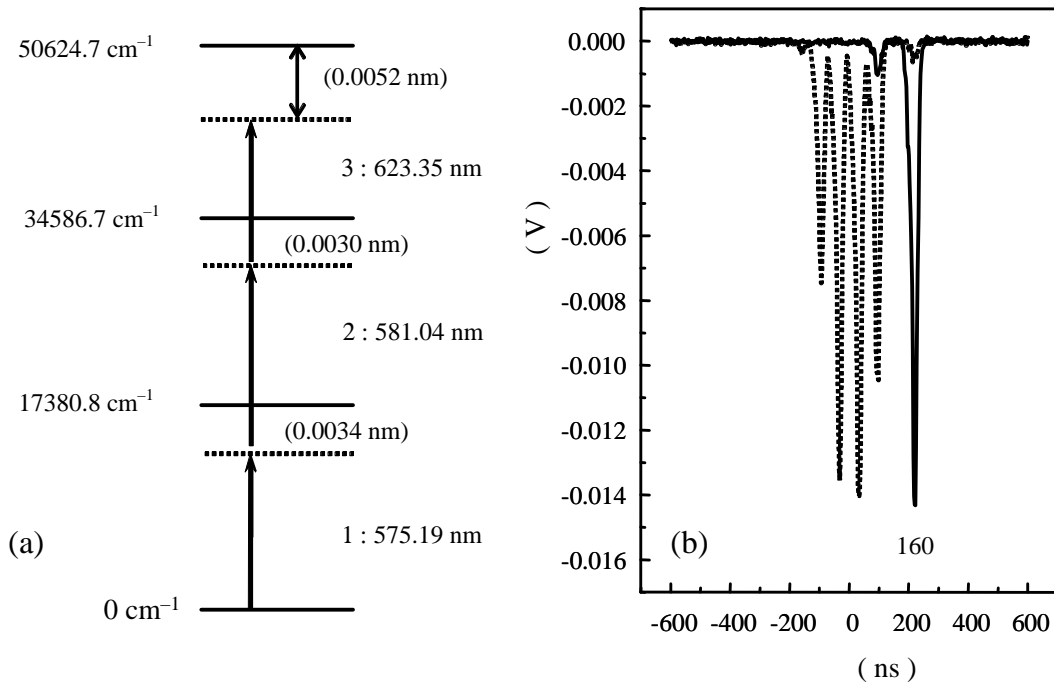 50624.7 cm⁻¹
(0.0052 nm)
3 : 623.35 nm
34586.7 cm⁻¹
(0.0030 nm)
2 : 581.04 nm
17380.8 cm⁻¹
(0.0034 nm)
(a)
1 : 575.19 nm
0 cm⁻¹
0.000
-0.002
-0.004
-0.006
( V )
-0.008
-0.010
-0.012
-0.014
-0.016
(b)
160
-600 -400 -200 0 200 400 600
( ns )